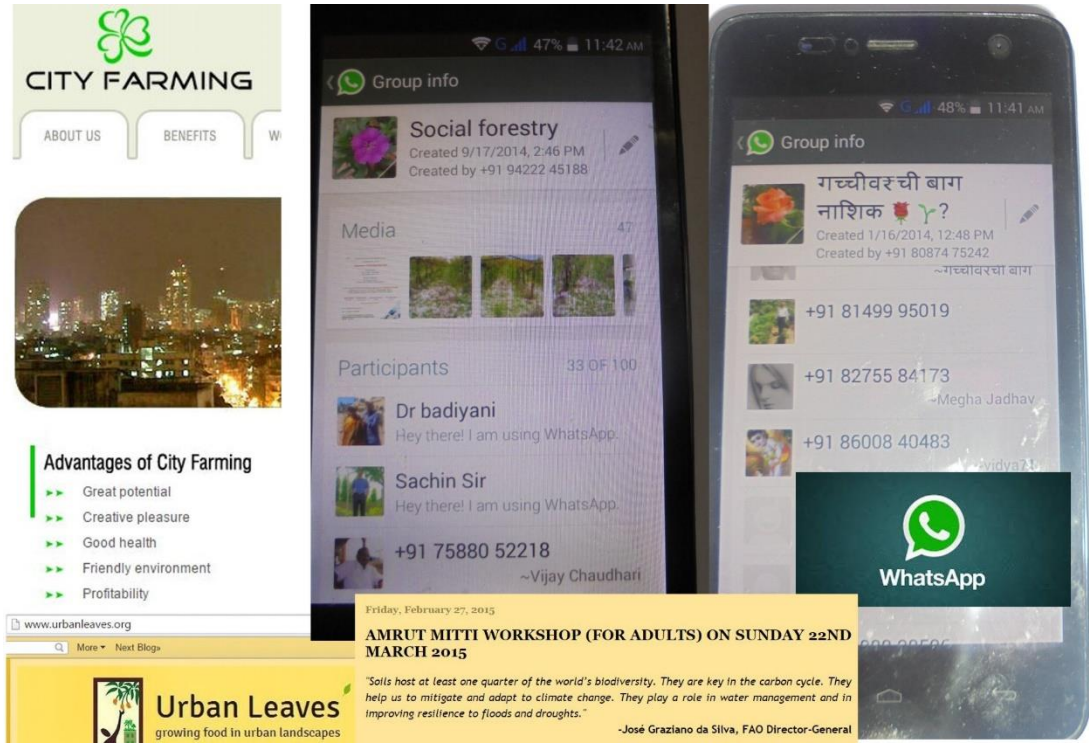 CITY FARMING
ABOUT US
BENEFITS
Advantages of City Farming
Great potential
Creative pleasure
Good health
Friendly environment
Profitability
www.urbanleaves.org
More Next Blog»
Urban Leaves
growing food in urban landscapes
G 47% 11:42 AM
Group info
Social forestry
Created 9/17/2014, 2:46 PM
Created by +91 94222 45188
Media 47
Participants 33 OF 100
Dr badiyani
Hey there! I am using WhatsApp.
Sachin Sir
Hey there! I am using WhatsApp.
+91 75880 52218
~Vijay Chaudhari
G 48% 11:41 AM
Group info
गच्चीवरची बाग
नाशिक 🌹 🌱?
Created 1/16/2014, 12:48 PM
Created by +91 80874 75242
~गच्चीवरची बाग
+91 81499 95019
+91 82755 84173
~Megha Jadhav
+91 86008 40483
WhatsApp
Friday, February 27, 2015
AMRUT MITTI WORKSHOP (FOR ADULTS) ON SUNDAY 22ND
MARCH 2015
"Soils host at least one quarter of the world's biodiversity. They are key in the carbon cycle. They
help us to mitigate and adapt to climate change. They play a role in water management and in
improving resilience to floods and droughts."
-José Graziano da Silva, FAO Director-General